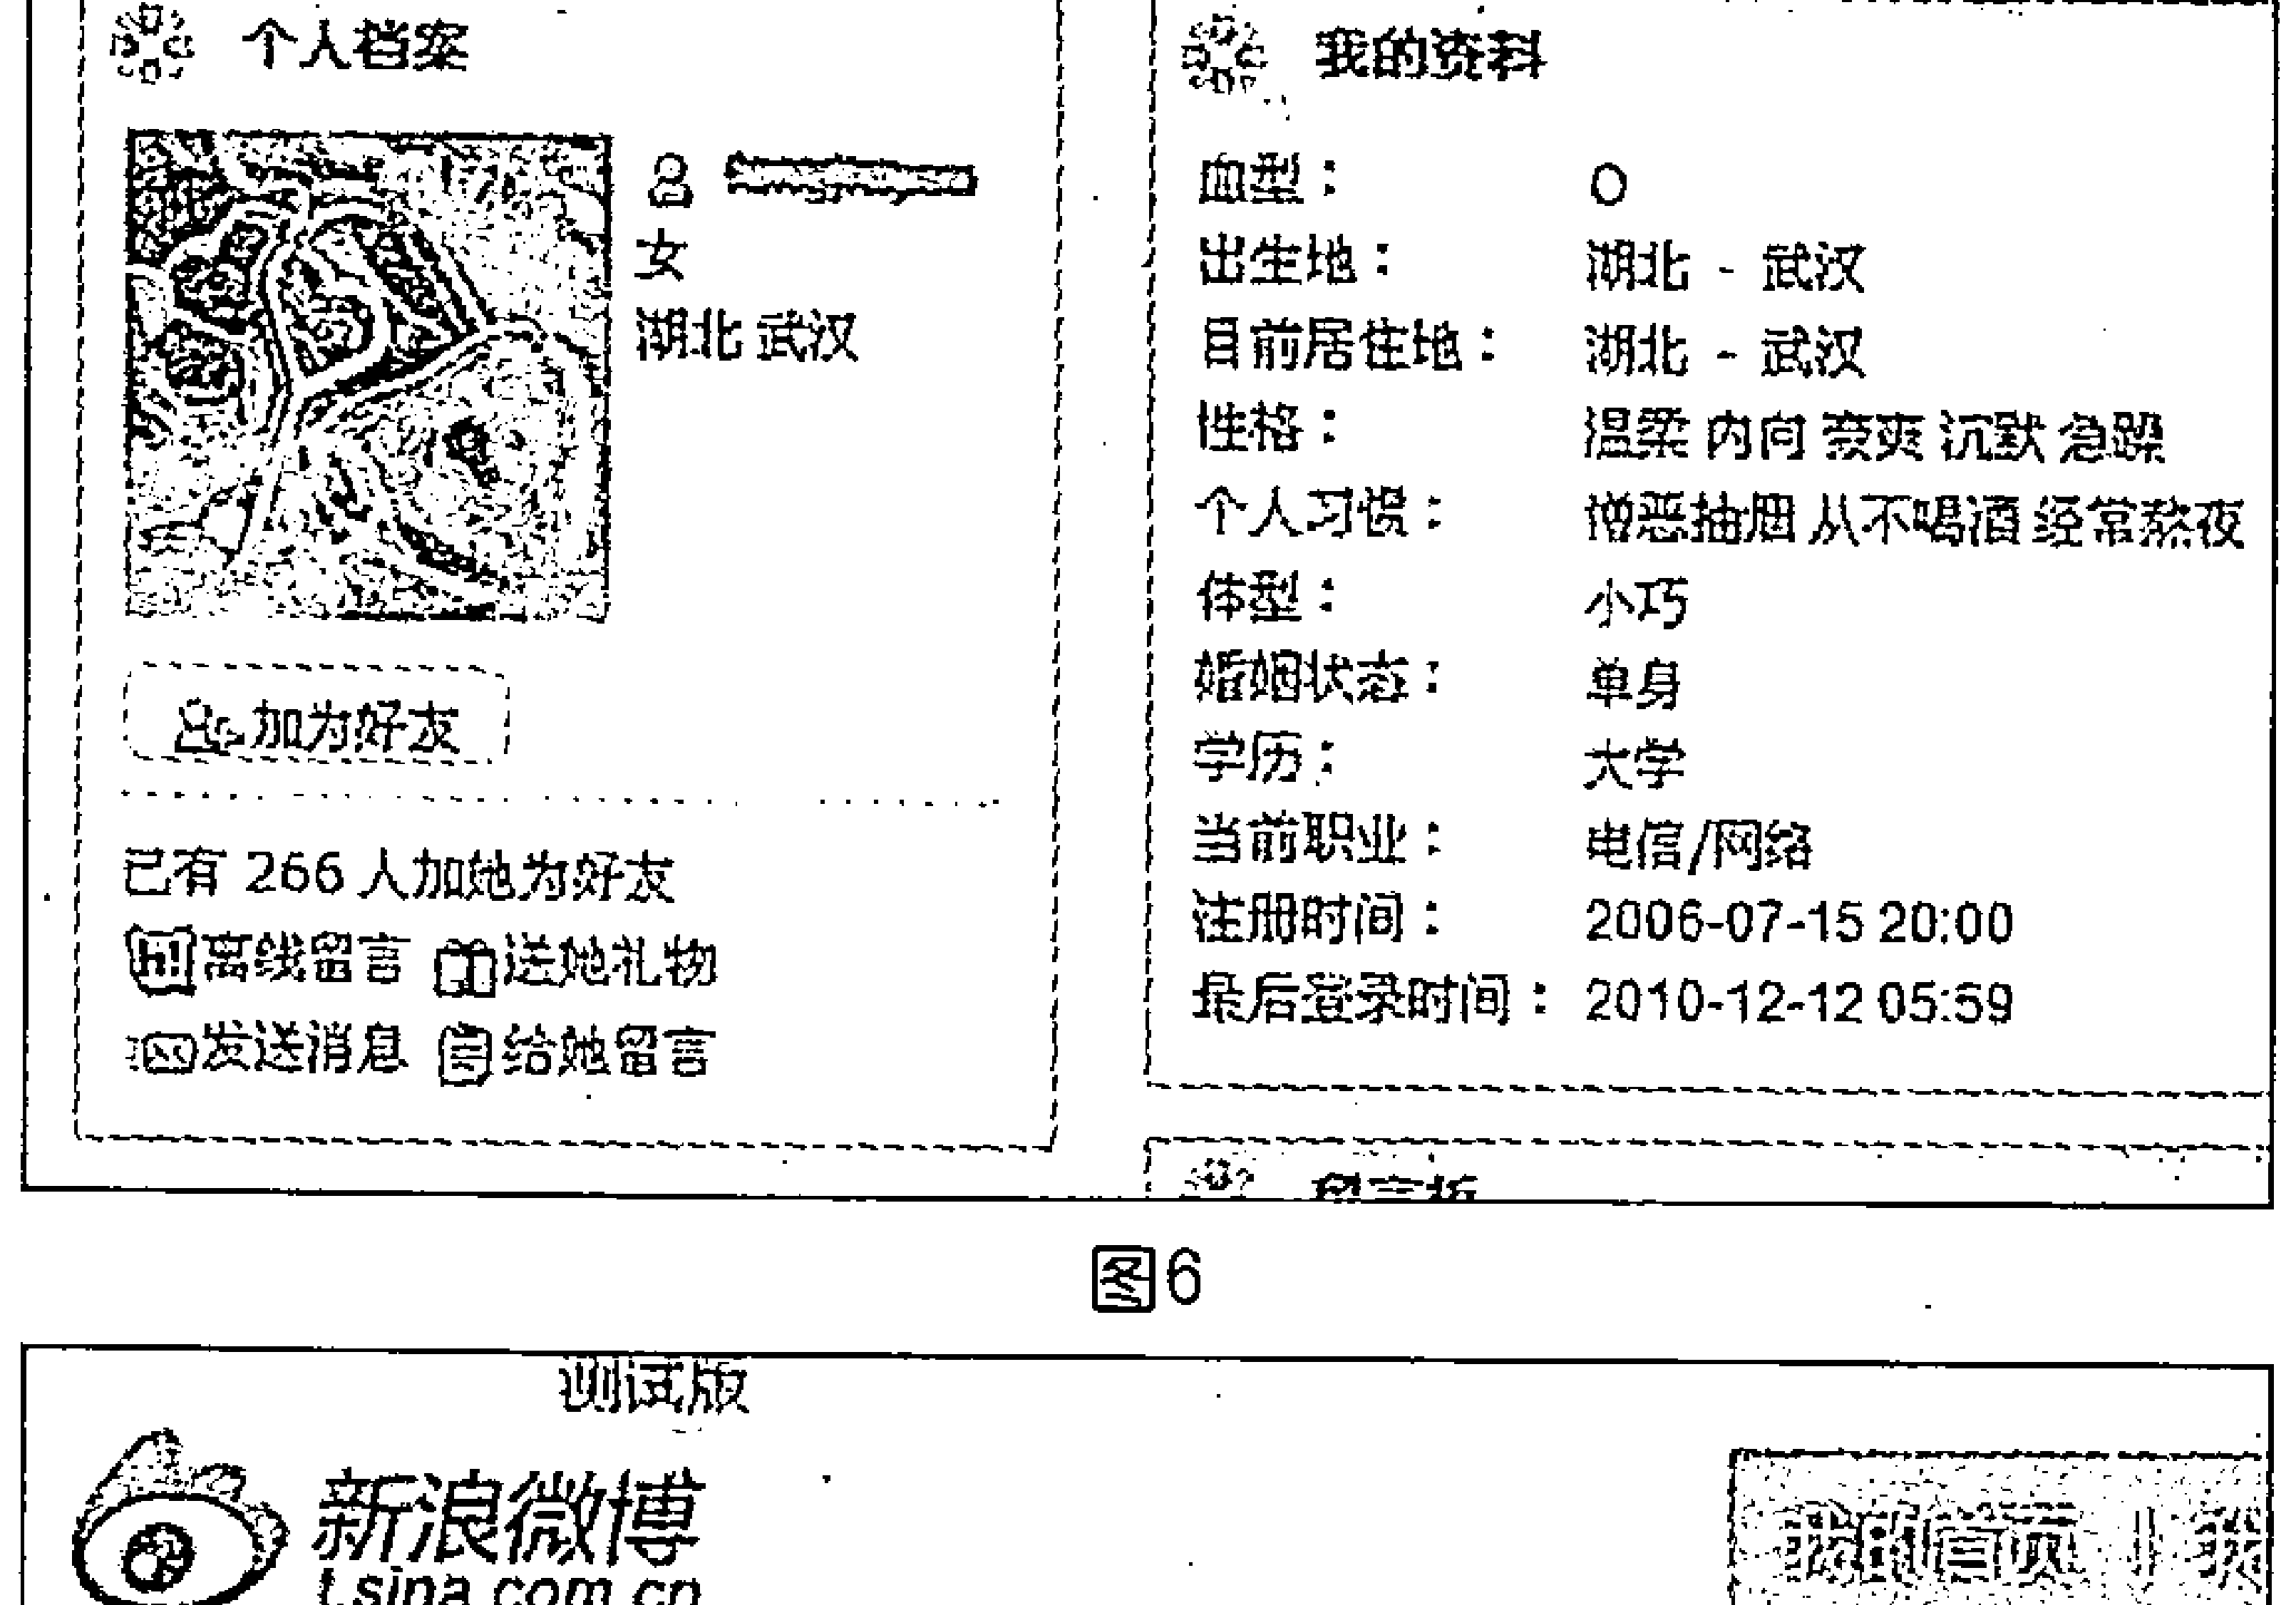 个人档案
女
湖北 武汉
加为好友
已有 266 人加她为好友
离线留言 送她礼物
发送消息 给她留言
我的资料
血型： O
出生地： 湖北 - 武汉
目前居住地： 湖北 - 武汉
性格： 温柔 内向 豪爽 沉默 急躁
个人习惯： 憎恶抽烟 从不喝酒 经常熬夜
体型： 小巧
婚姻状态： 单身
学历： 大学
当前职业： 电信/网络
注册时间： 2006-07-15 20:00
最后登录时间： 2010-12-12 05:59
图6
测试版
新浪微博
t.sina.com.cn
我的首页 | 我